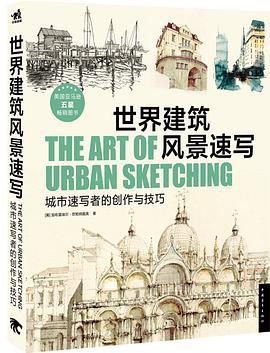 美国亚马逊
五星
畅销图书
世界建筑
THE ART OF 风景速写
URBAN SKETCHING
城市速写者的创作与技巧
世界建筑风景速写
THE ART OF URBAN SKETCHING
城市速写者的创作与技巧